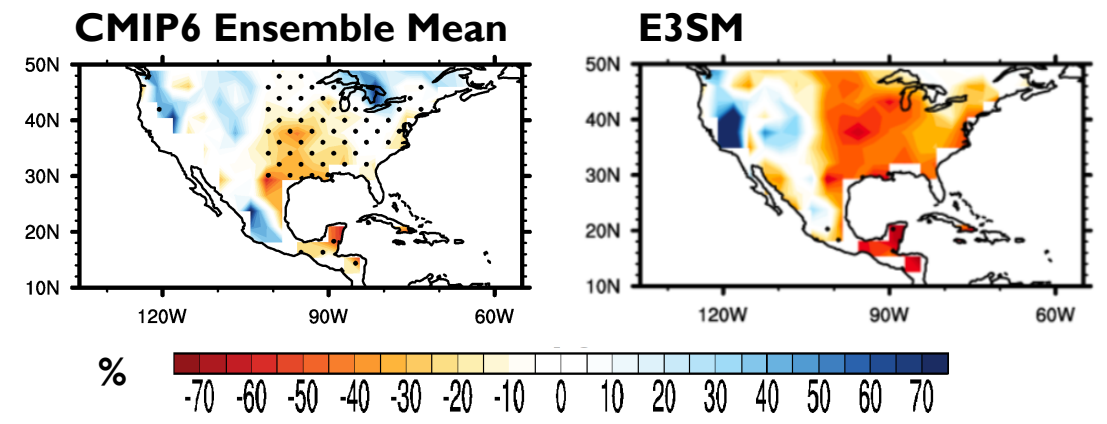 CMIP6 Ensemble Mean E3SM
50N 50N
40N 40N
30N 30N
20N 20N
10N 10N
120W 90W 60W 120W 90W 60W
%
-70 -60 -50 -40 -30 -20 -10 0 10 20 30 40 50 60 70